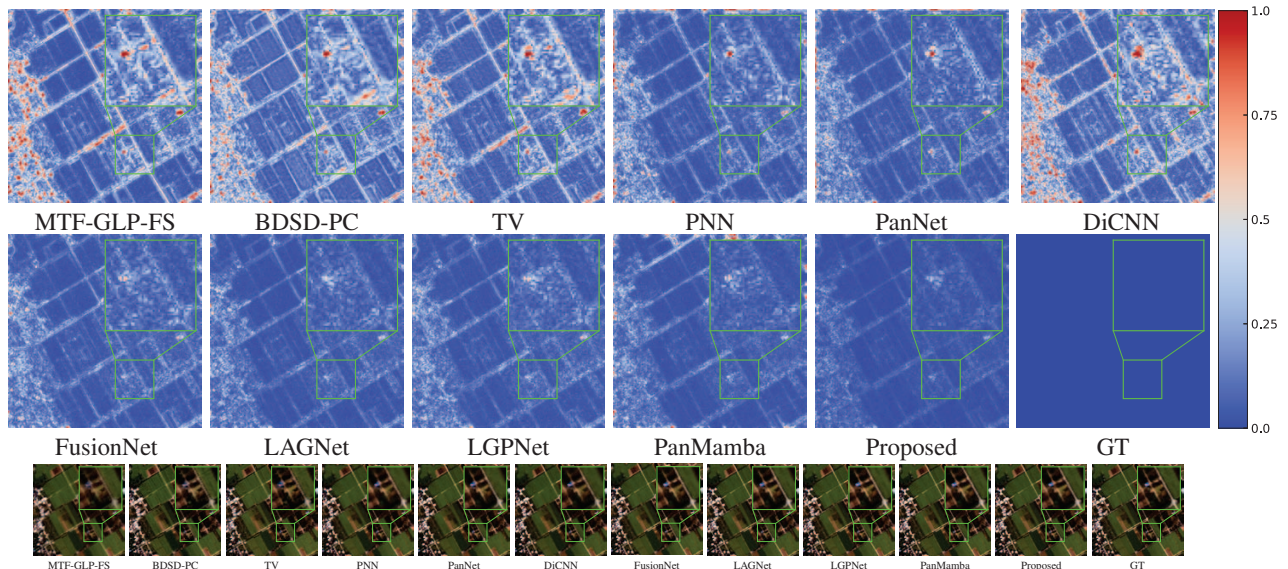 1.0
MTF-GLP-FS BDSD-PC TV PNN PanNet DiCNN
0.75
0.5
0.25
0.0
FusionNet LAGNet LGPNet PanMamba Proposed GT
MTF-GLP-FS BDSD-PC TV PNN PanNet DiCNN FusionNet LAGNet LGPNet PanMamba Proposed GT